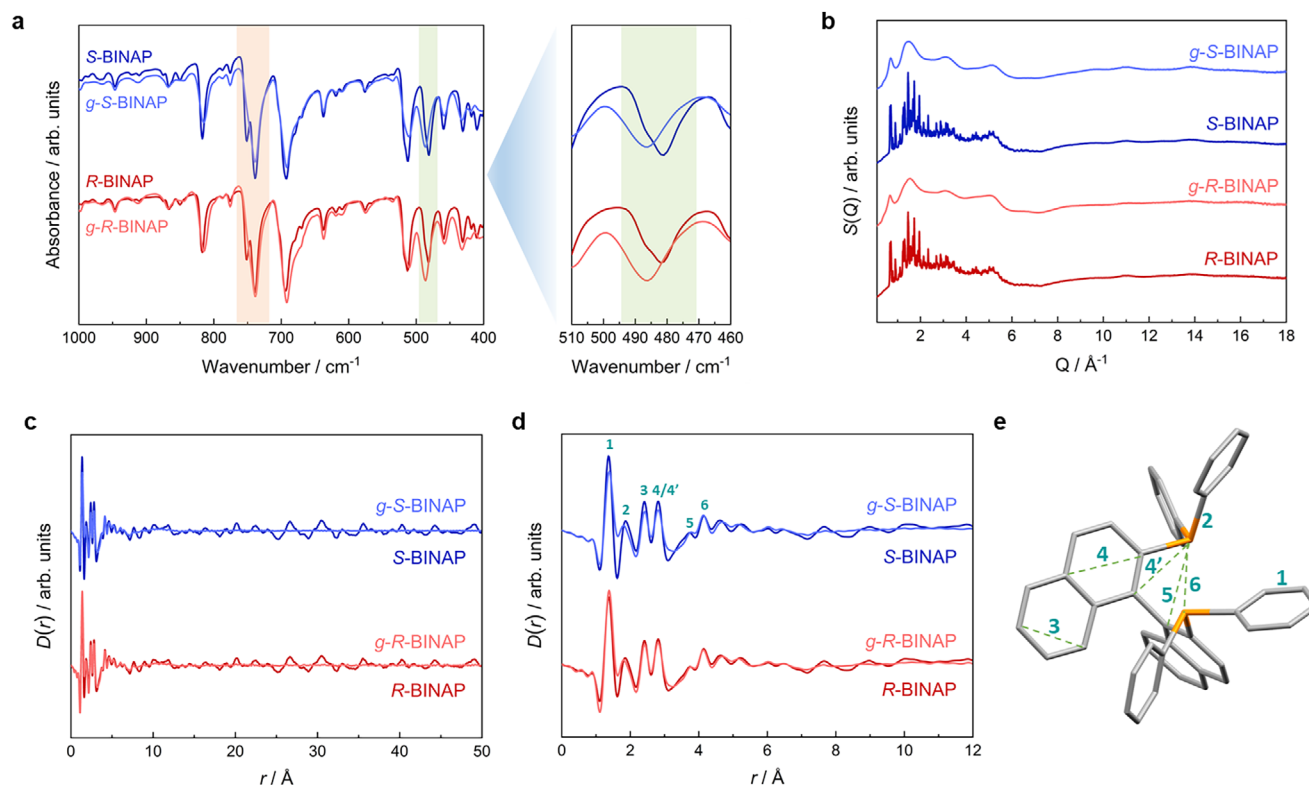 a
S-BINAP
g-S-BINAP
R-BINAP
g-R-BINAP
Absorbance / arb. units
1000 900 800 700 600 500 400
Wavenumber / cm-1
510 500 490 480 470 460
Wavenumber / cm-1
b
g-S-BINAP
S-BINAP
g-R-BINAP
R-BINAP
S(Q) / arb. units
2 4 6 8 10 12 14 16 18
Q / Å-1
c
g-S-BINAP
S-BINAP
g-R-BINAP
R-BINAP
D(r) / arb. units
0 10 20 30 40 50
r / Å
d
1
2
3
4/4’
5
6
g-S-BINAP
S-BINAP
g-R-BINAP
R-BINAP
D(r) / arb. units
0 2 4 6 8 10 12
r / Å
e
2
4
4’
6
5
1
3